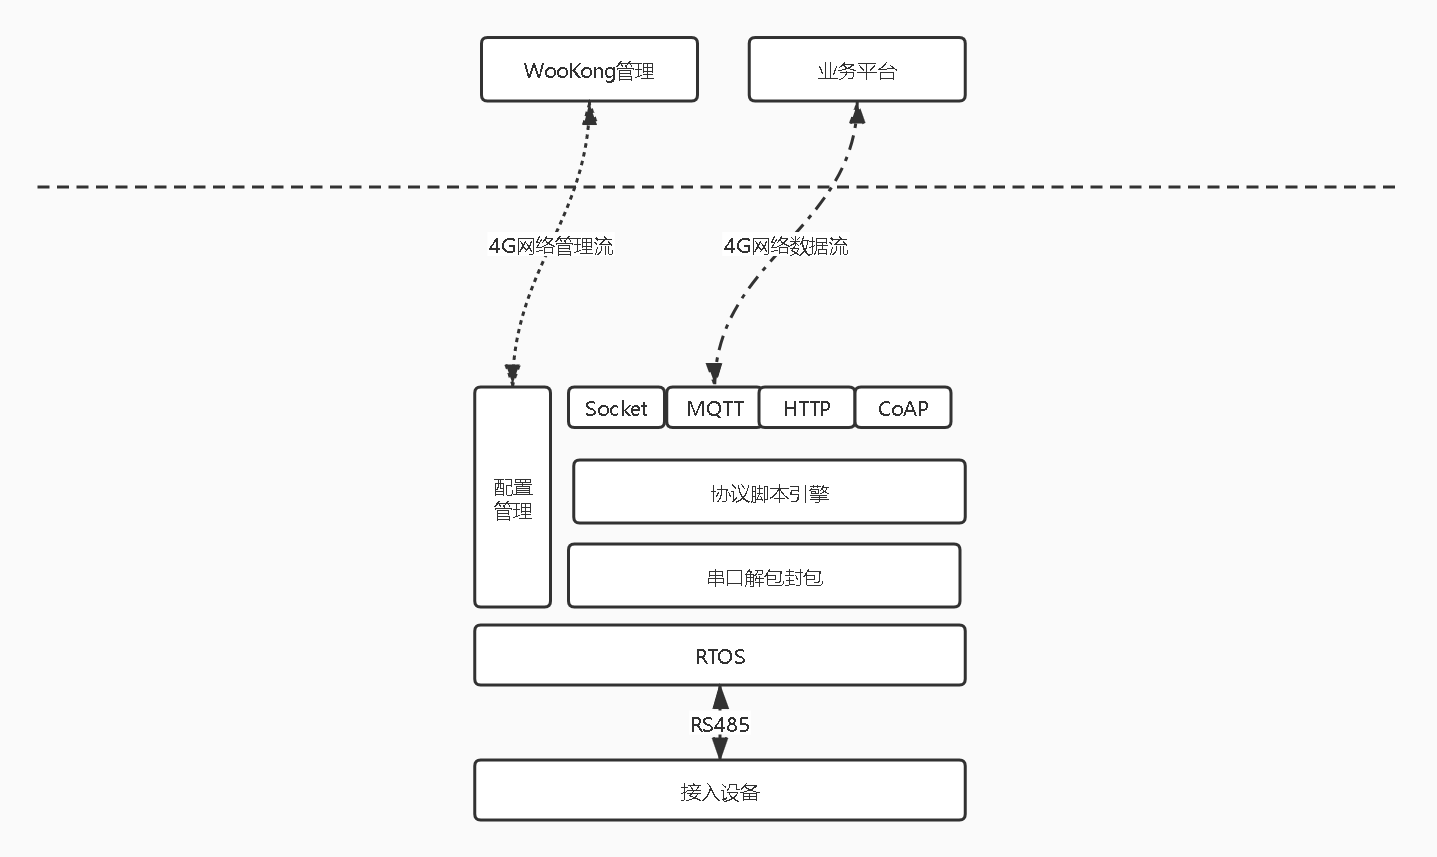 WooKong管理
业务平台
4G网络管理流
4G网络数据流
Socket
MQTT
HTTP
CoAP
配置
管理
协议脚本引擎
串口解包封包
RTOS
RS485
接入设备